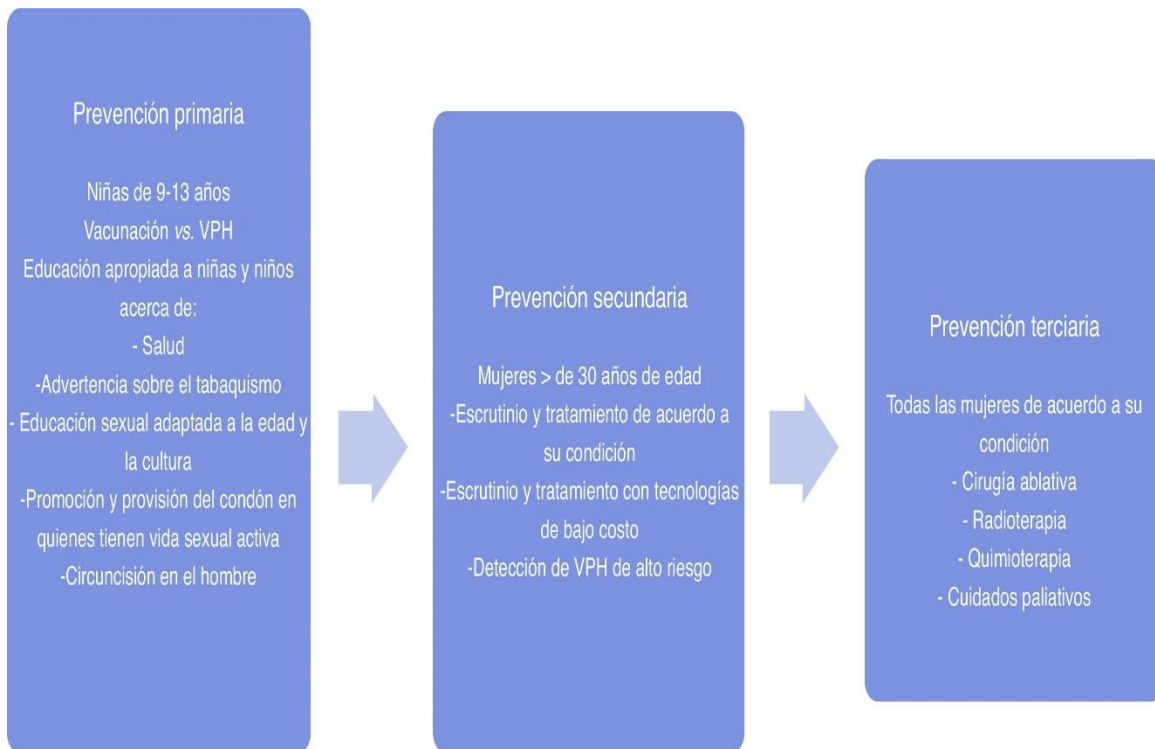 Prevención primaria
Niñas de 9-13 años
Vacunación vs. VPH
Educación apropiada a niñas y niños
acerca de:
- Salud
-Advertencia sobre el tabaquismo
- Educación sexual adaptada a la edad y
la cultura
-Promoción y provisión del condón en
quienes tienen vida sexual activa
-Circuncisión en el hombre
Prevención secundaria
Mujeres > de 30 años de edad
-Escrutinio y tratamiento de acuerdo a
su condición
-Escrutinio y tratamiento con tecnologías
de bajo costo
-Detección de VPH de alto riesgo
Prevención terciaria
Todas las mujeres de acuerdo a su
condición
- Cirugía ablativa
- Radioterapia
- Quimioterapia
- Cuidados paliativos